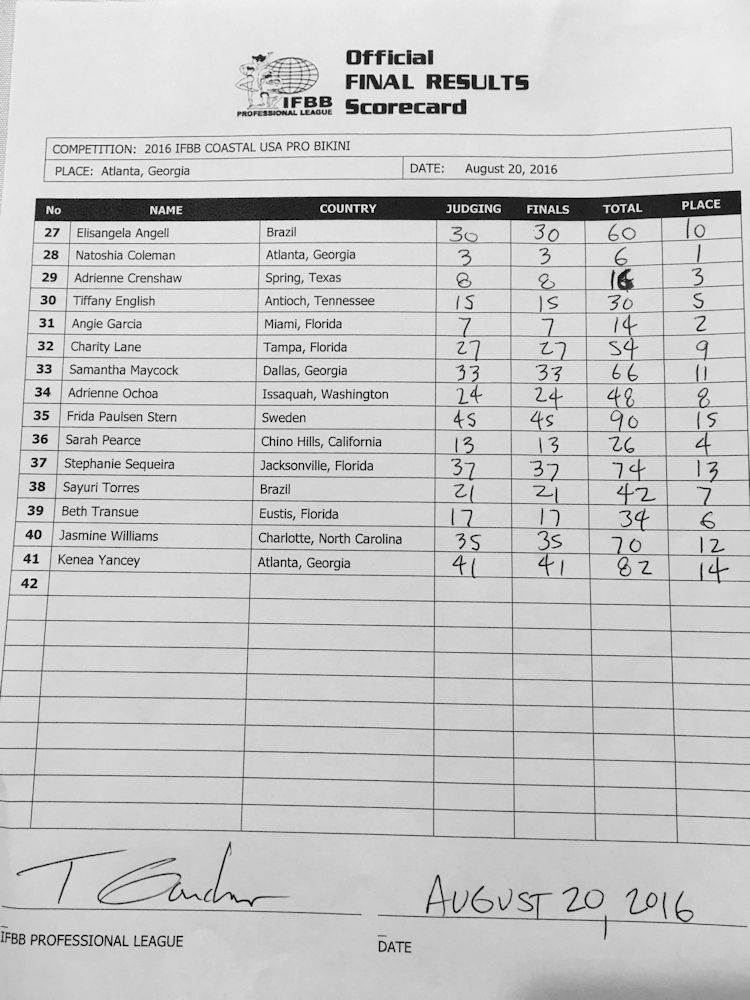 Official
FINAL RESULTS
Scorecard
IFBB
PROFESSIONAL LEAGUE
COMPETITION: 2016 IFBB COASTAL USA PRO BIKINI
PLACE: Atlanta, Georgia DATE: August 20, 2016
No NAME COUNTRY JUDGING FINALS TOTAL PLACE
27 Elisangela Angell Brazil 30 30 60 10
28 Natoshia Coleman Atlanta, Georgia 3 3 6 1
29 Adrienne Crenshaw Spring, Texas 8 8 16 3
30 Tiffany English Antioch, Tennessee 15 15 30 5
31 Angie Garcia Miami, Florida 7 7 14 2
32 Charity Lane Tampa, Florida 27 27 54 9
33 Samantha Maycock Dallas, Georgia 33 33 66 11
34 Adrienne Ochoa Issaquah, Washington 24 24 48 8
35 Frida Paulsen Stern Sweden 45 45 90 15
36 Sarah Pearce Chino Hills, California 13 13 26 4
37 Stephanie Sequeira Jacksonville, Florida 37 37 74 13
38 Sayuri Torres Brazil 21 21 42 7
39 Beth Transue Eustis, Florida 17 17 34 6
40 Jasmine Williams Charlotte, North Carolina 35 35 70 12
41 Kenea Yancey Atlanta, Georgia 41 41 82 14
42
AUGUST 20, 2016
IFBB PROFESSIONAL LEAGUE DATE